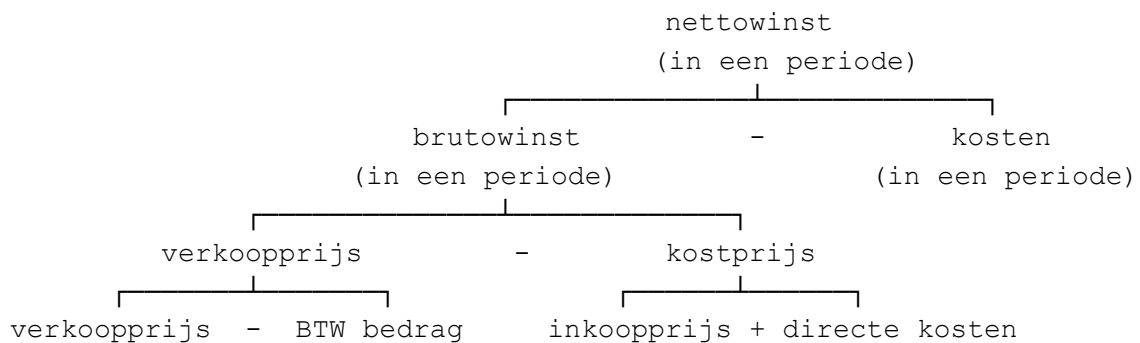 nettowinst
(in een periode)
brutowinst - kosten
(in een periode) (in een periode)
verkoopprijs - kostprijs
verkoopprijs - BTW bedrag inkoopprijs + directe kosten